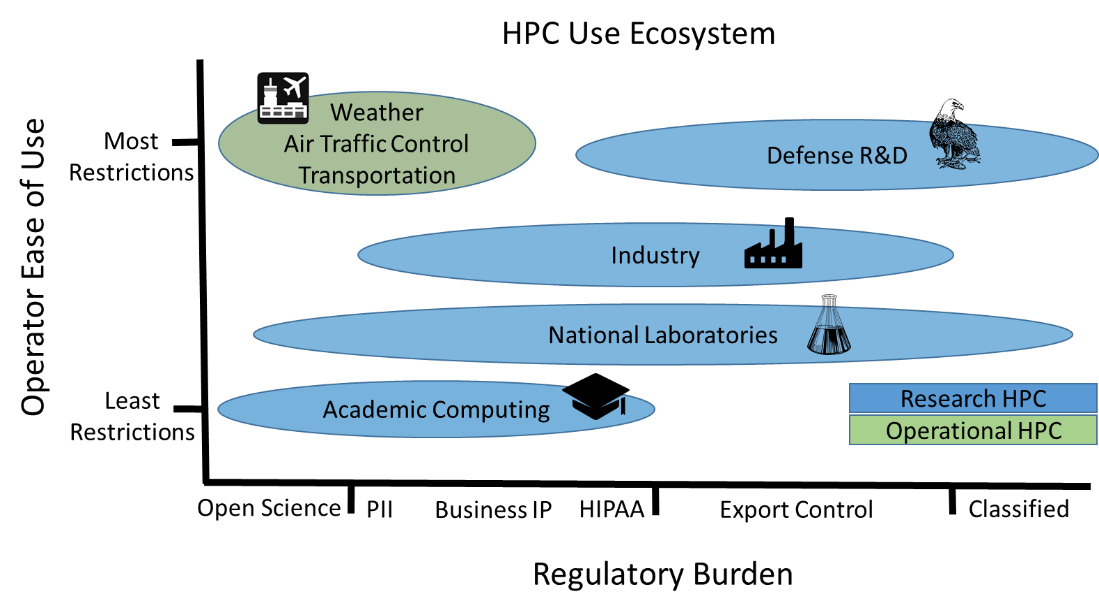 HPC Use Ecosystem
Operator Ease of Use
Most
Restrictions
Weather
Air Traffic Control
Transportation
Defense R&D
Industry
National Laboratories
Least
Restrictions
Academic Computing
Research HPC
Operational HPC
Open Science
PII
Business IP
HIPAA
Export Control
Classified
Regulatory Burden